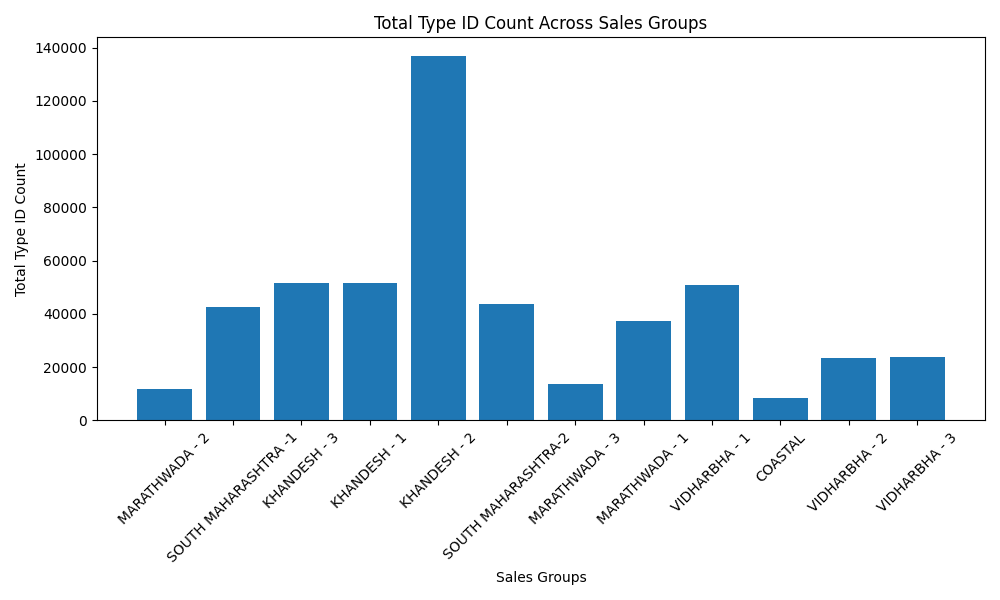 Total Type ID Count Across Sales Groups
Total Type ID Count
140000
120000
100000
80000
60000
40000
20000
0
MARATHWADA - 2
SOUTH MAHARASHTRA -1
KHANDESH - 3
KHANDESH - 1
KHANDESH - 2
SOUTH MAHARASHTRA-2
MARATHWADA - 3
MARATHWADA - 1
VIDHARBHA - 1
COASTAL
VIDHARBHA - 2
VIDHARBHA - 3
Sales Groups